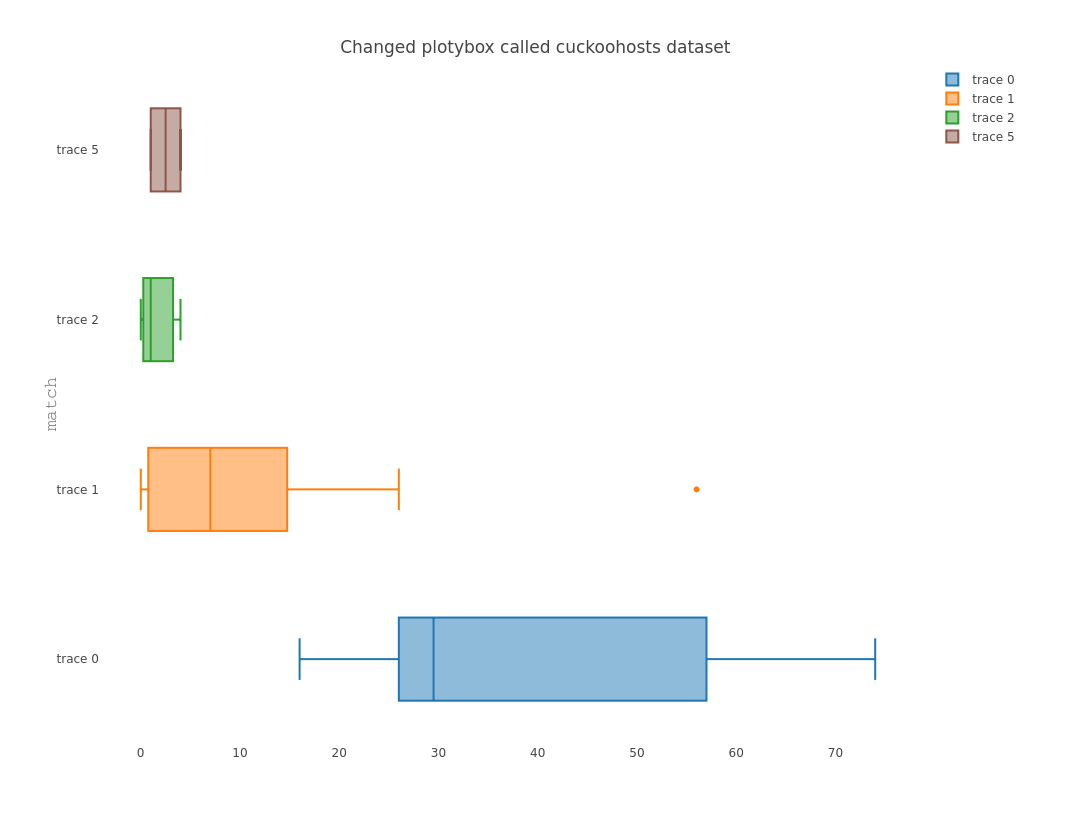 Changed plotybox called cuckoohosts dataset
trace 0
trace 1
trace 2
trace 5
trace 5
trace 2
trace 1
trace 0
match
0 10 20 30 40 50 60 70